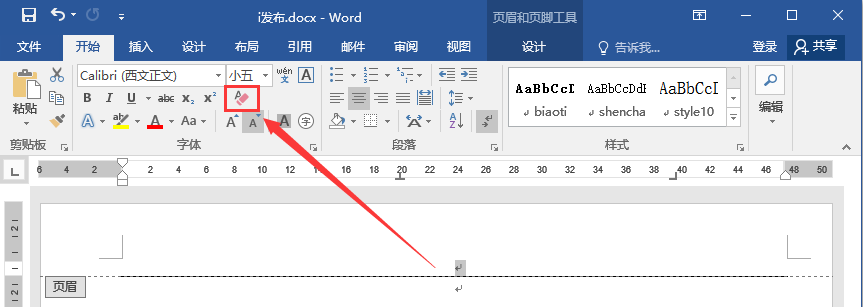 i发布.docx - Word
页眉和页脚工具
文件 开始 插入 设计 布局 引用 邮件 审阅 视图 设计 告诉我... 登录 共享
Calibri (西文正文) 小五 wén 文 A
粘贴 B I U abc X₂ X² A
A aby A Aa A A A 字
AaBbCcI AaBbCcDdI AaBbCcI
↵ biaoti ↵ shencha ↵ style10
编辑
剪贴板 字体 段落 样式
L 6 4 2 2 4 6 8 10 12 14 16 18 20 22 24 26 28 30 32 34 36 38 40 42 44 46 48 50
2
页眉
2